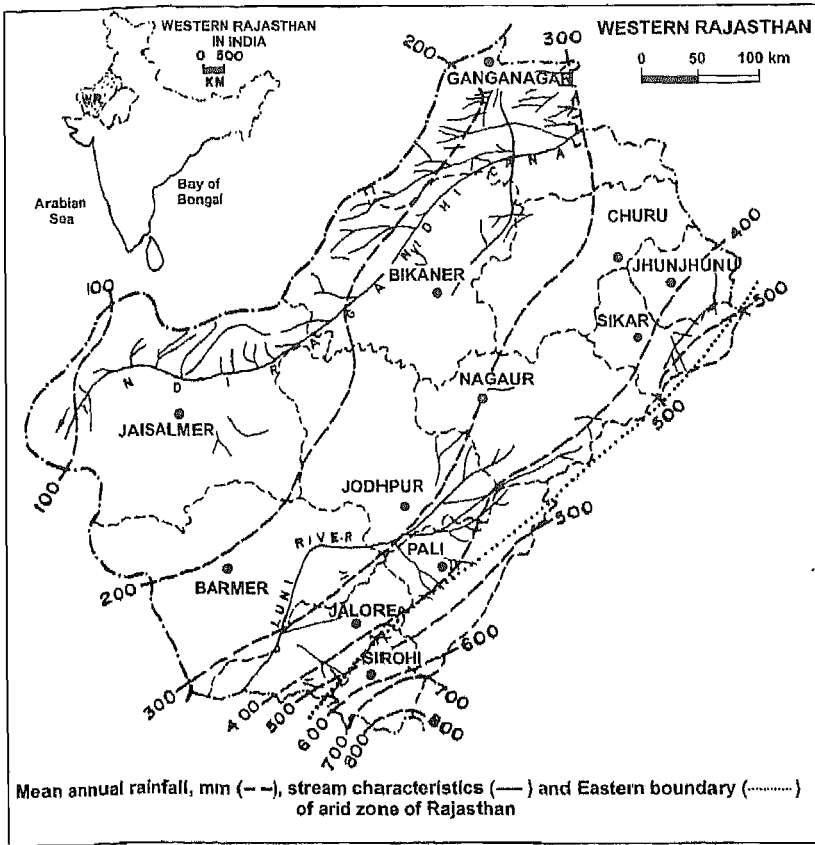 WESTERN RAJASTHAN
IN INDIA
0 500
KM
W.R.
Arabian
Sea
Bay of
Bongal
WESTERN RAJASTHAN
0 50 100 km
200
300
GANGANAGAR
INDIRA GANDHI CANAL
CHURU
400
JHUNJHUNU
500
BIKANER
SIKAR
100
NAGAUR
500
JAISALMER
100
JODHPUR
LUNI RIVER
PALI
500
200
BARMER
JALORE
600
SIROHI
300
400
500
600
700
800
700
800
Mean annual rainfall, mm (– –), stream characteristics (—) and Eastern boundary (.........)
of arid zone of Rajasthan